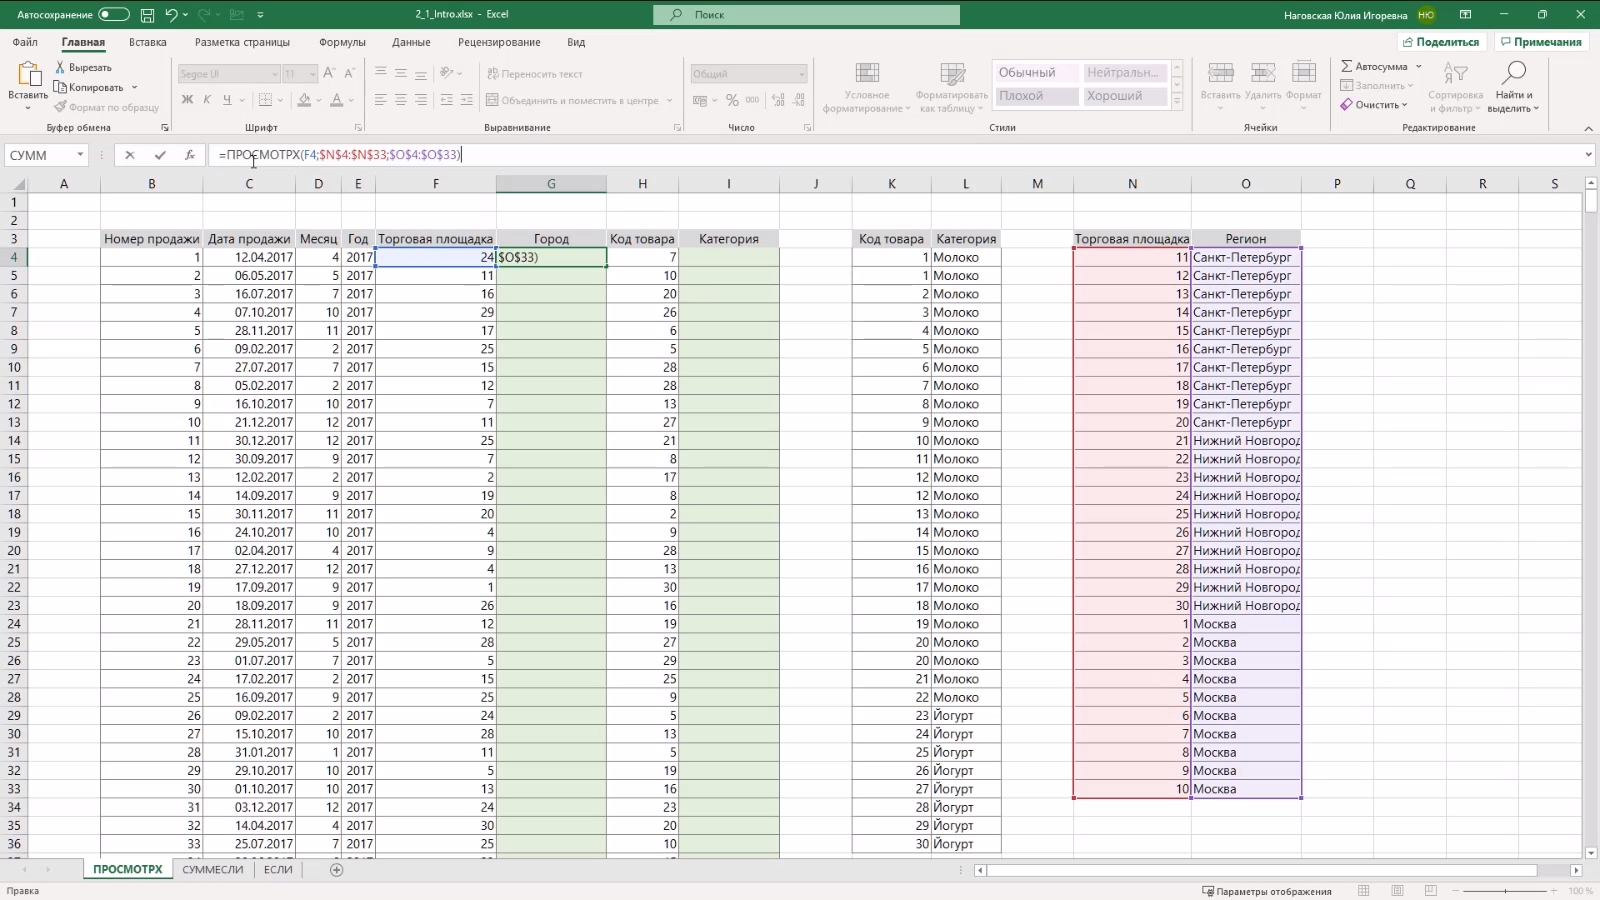 Автосохранение
2_1_Intro.xlsx - Excel
Поиск
Наговская Юлия Игоревна НЮ
Файл Главная Вставка Разметка страницы Формулы Данные Рецензирование Вид Поделиться Примечания
Вставить Вырезать Копировать Формат по образцу
Segoe UI 11 Ж К Ч А
Переносить текст
Объединить и поместить в центре
Общий % 000
Условное форматирование Форматировать как таблицу
Обычный Нейтральн...
Плохой Хороший
Вставить Удалить Формат
Автосумма Заполнить Очистить
Сортировка и фильтр Найти и выделить
Буфер обмена Шрифт Выравнивание Число Стили Ячейки Редактирование
СУММ fx =ПРОСМОТРХ(F4;$N$4:$N$33;$O$4:$O$33)
A B C D E F G H I J K L M N O P Q R S
1
2
3 Номер продажи Дата продажи Месяц Год Торговая площадка Город Код товара Категория Код товара Категория Торговая площадка Регион
4 1 12.04.2017 4 2017 24 $O$33) 7 1 Молоко 11 Санкт-Петербург
5 2 06.05.2017 5 2017 11 10 1 Молоко 12 Санкт-Петербург
6 3 16.07.2017 7 2017 16 20 2 Молоко 13 Санкт-Петербург
7 4 07.10.2017 10 2017 29 26 3 Молоко 14 Санкт-Петербург
8 5 28.11.2017 11 2017 17 6 4 Молоко 15 Санкт-Петербург
9 6 09.02.2017 2 2017 25 5 5 Молоко 16 Санкт-Петербург
10 7 27.07.2017 7 2017 15 28 6 Молоко 17 Санкт-Петербург
11 8 05.02.2017 2 2017 12 28 7 Молоко 18 Санкт-Петербург
12 9 16.10.2017 10 2017 7 13 8 Молоко 19 Санкт-Петербург
13 10 21.12.2017 12 2017 11 27 9 Молоко 20 Санкт-Петербург
14 11 30.12.2017 12 2017 25 21 10 Молоко 21 Нижний Новгород
15 12 30.09.2017 9 2017 7 8 11 Молоко 22 Нижний Новгород
16 13 12.02.2017 2 2017 2 17 12 Молоко 23 Нижний Новгород
17 14 14.09.2017 9 2017 19 8 12 Молоко 24 Нижний Новгород
18 15 30.11.2017 11 2017 20 2 13 Молоко 25 Нижний Новгород
19 16 24.10.2017 10 2017 4 9 14 Молоко 26 Нижний Новгород
20 17 02.04.2017 4 2017 9 28 15 Молоко 27 Нижний Новгород
21 18 27.12.2017 12 2017 4 13 16 Молоко 28 Нижний Новгород
22 19 17.09.2017 9 2017 1 30 17 Молоко 29 Нижний Новгород
23 20 18.09.2017 9 2017 26 16 18 Молоко 30 Нижний Новгород
24 21 28.11.2017 11 2017 12 19 19 Молоко 1 Москва
25 22 29.05.2017 5 2017 28 27 20 Молоко 2 Москва
26 23 01.07.2017 7 2017 5 29 20 Молоко 3 Москва
27 24 17.02.2017 2 2017 15 25 21 Молоко 4 Москва
28 25 16.09.2017 9 2017 25 9 22 Молоко 5 Москва
29 26 09.02.2017 2 2017 24 5 23 Йогурт 6 Москва
30 27 15.10.2017 10 2017 28 13 24 Йогурт 7 Москва
31 28 31.01.2017 1 2017 11 5 25 Йогурт 8 Москва
32 29 29.10.2017 10 2017 5 19 26 Йогурт 9 Москва
33 30 01.10.2017 10 2017 13 16 27 Йогурт 10 Москва
34 31 03.12.2017 12 2017 24 23 28 Йогурт
35 32 14.04.2017 4 2017 30 20 29 Йогурт
36 33 25.07.2017 7 2017 25 10 30 Йогурт
ПРОСМОТРХ СУММЕСЛИ ЕСЛИ
Правка Параметры отображения 100 %